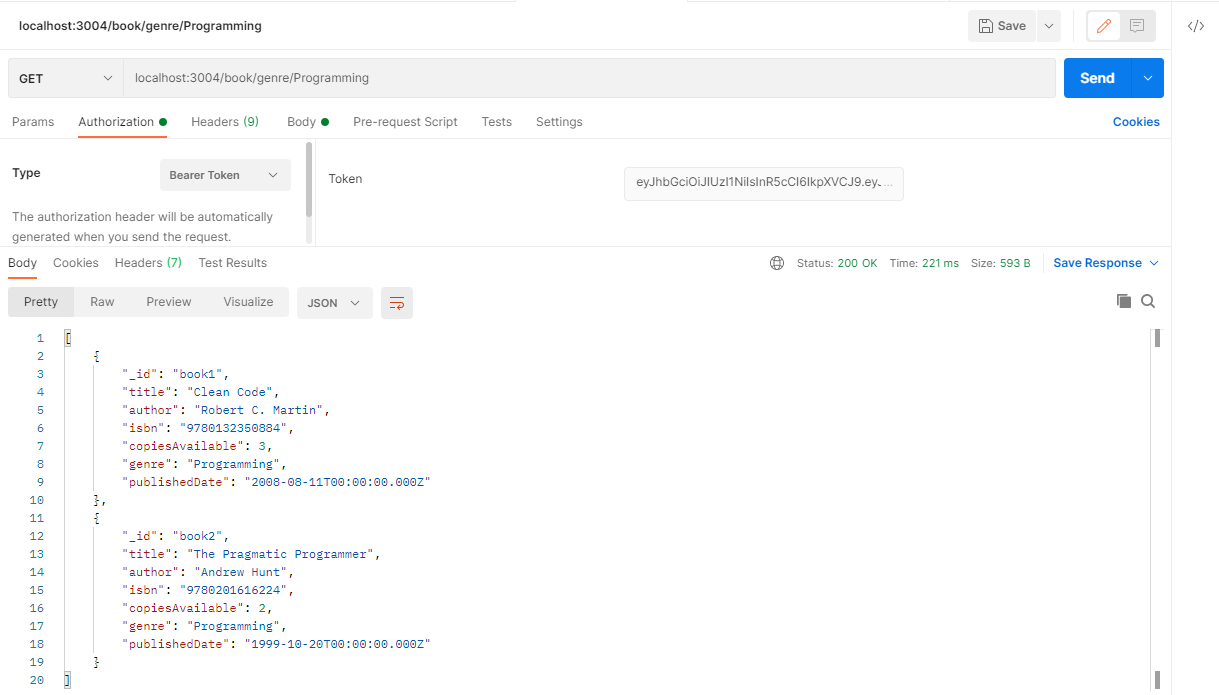 localhost:3004/book/genre/Programming
Save
</>
GET
localhost:3004/book/genre/Programming
Send
Params Authorization Headers (9) Body Pre-request Script Tests Settings Cookies
Type
Bearer Token
Token
eyJhbGciOiJIUzI1NiIsInR5cCI6IkpXVCJ9.ey...
The authorization header will be automatically
generated when you send the request.
Body Cookies Headers (7) Test Results Status: 200 OK Time: 221 ms Size: 593 B Save Response
Pretty Raw Preview Visualize JSON
1 [
2 {
3 "_id": "book1",
4 "title": "Clean Code",
5 "author": "Robert C. Martin",
6 "isbn": "9780132350884",
7 "copiesAvailable": 3,
8 "genre": "Programming",
9 "publishedDate": "2008-08-11T00:00:00.000Z"
10 },
11 {
12 "_id": "book2",
13 "title": "The Pragmatic Programmer",
14 "author": "Andrew Hunt",
15 "isbn": "9780201616224",
16 "copiesAvailable": 2,
17 "genre": "Programming",
18 "publishedDate": "1999-10-20T00:00:00.000Z"
19 }
20 ]